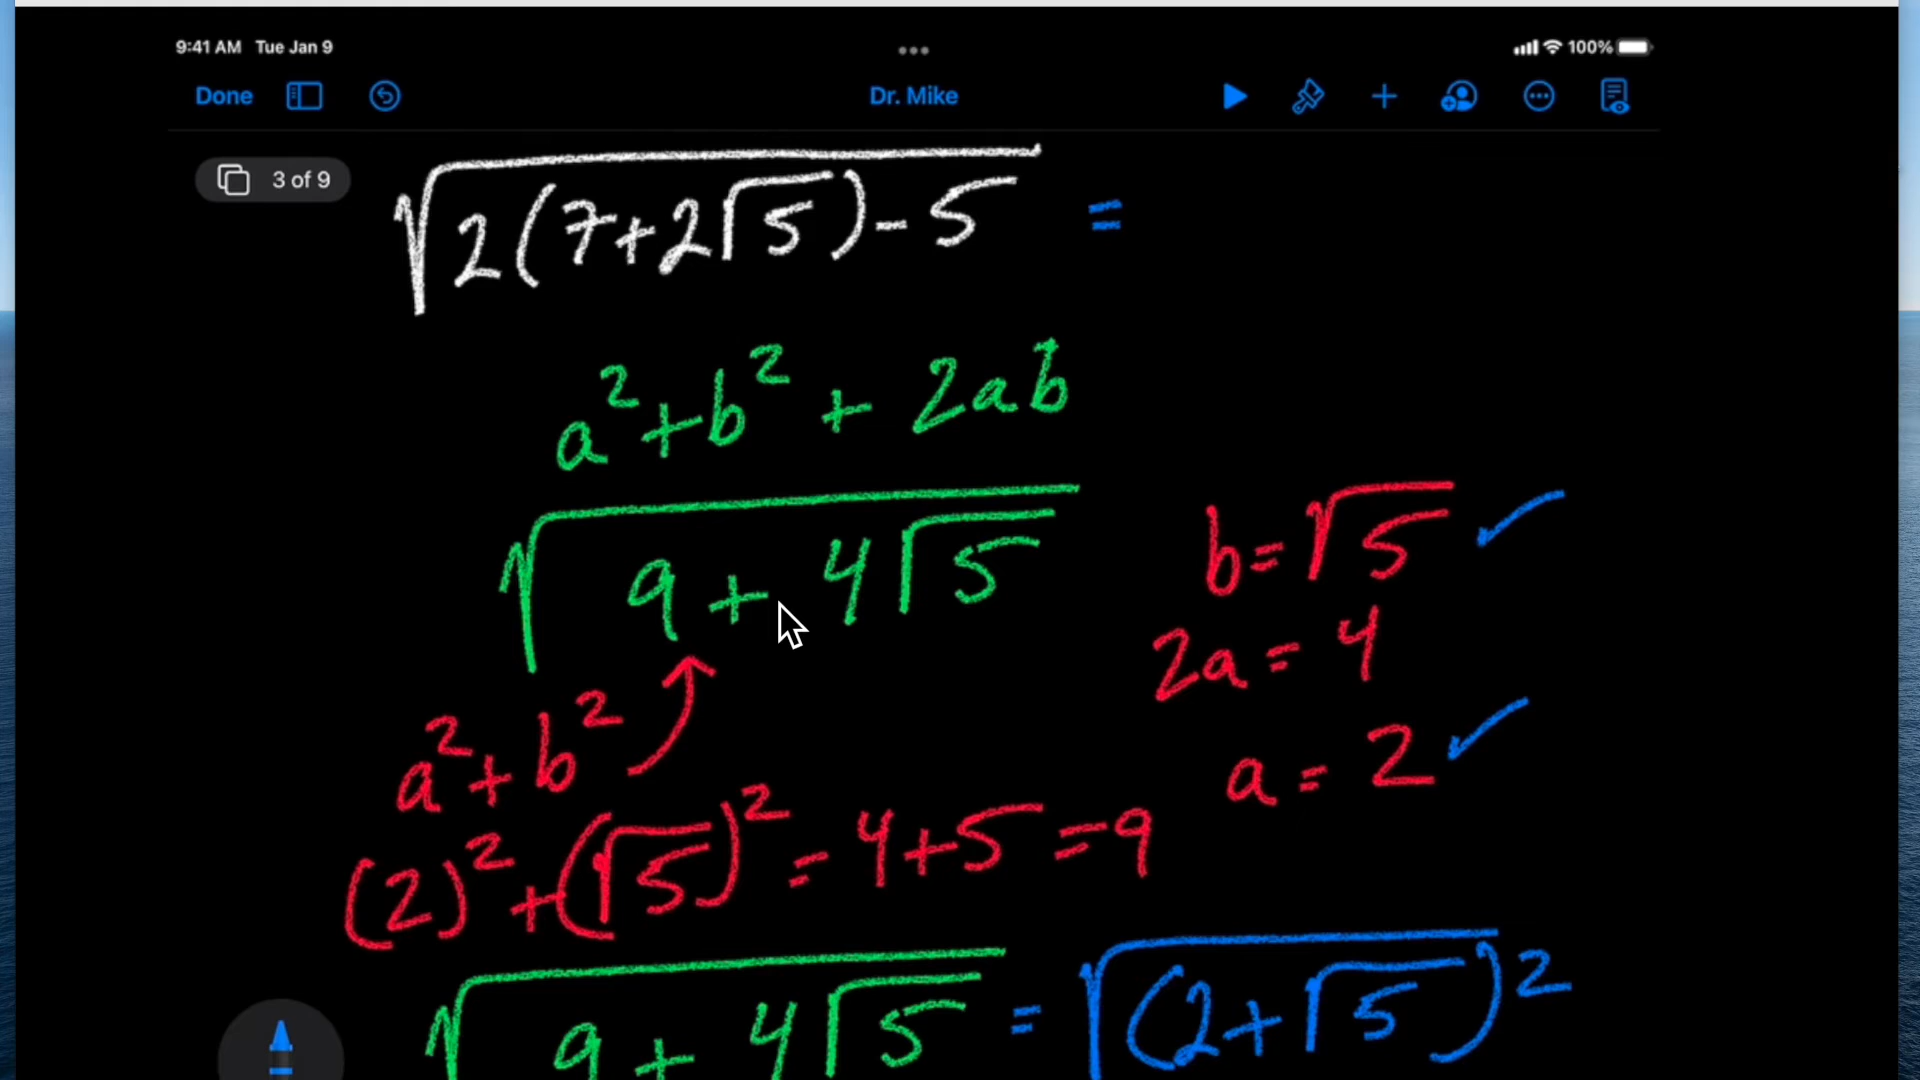 9:41 AM Tue Jan 9
100%
Done
Dr. Mike
3 of 9
√(2(7+2√5)-5) =
a²+b² + 2ab
√(9 + 4√5)
b=√5 ✓
2a = 4
a = 2 ✓
a²+b²
(2)²+(√5)² = 4+5=9
√(9 + 4√5) = √(2+√5)²